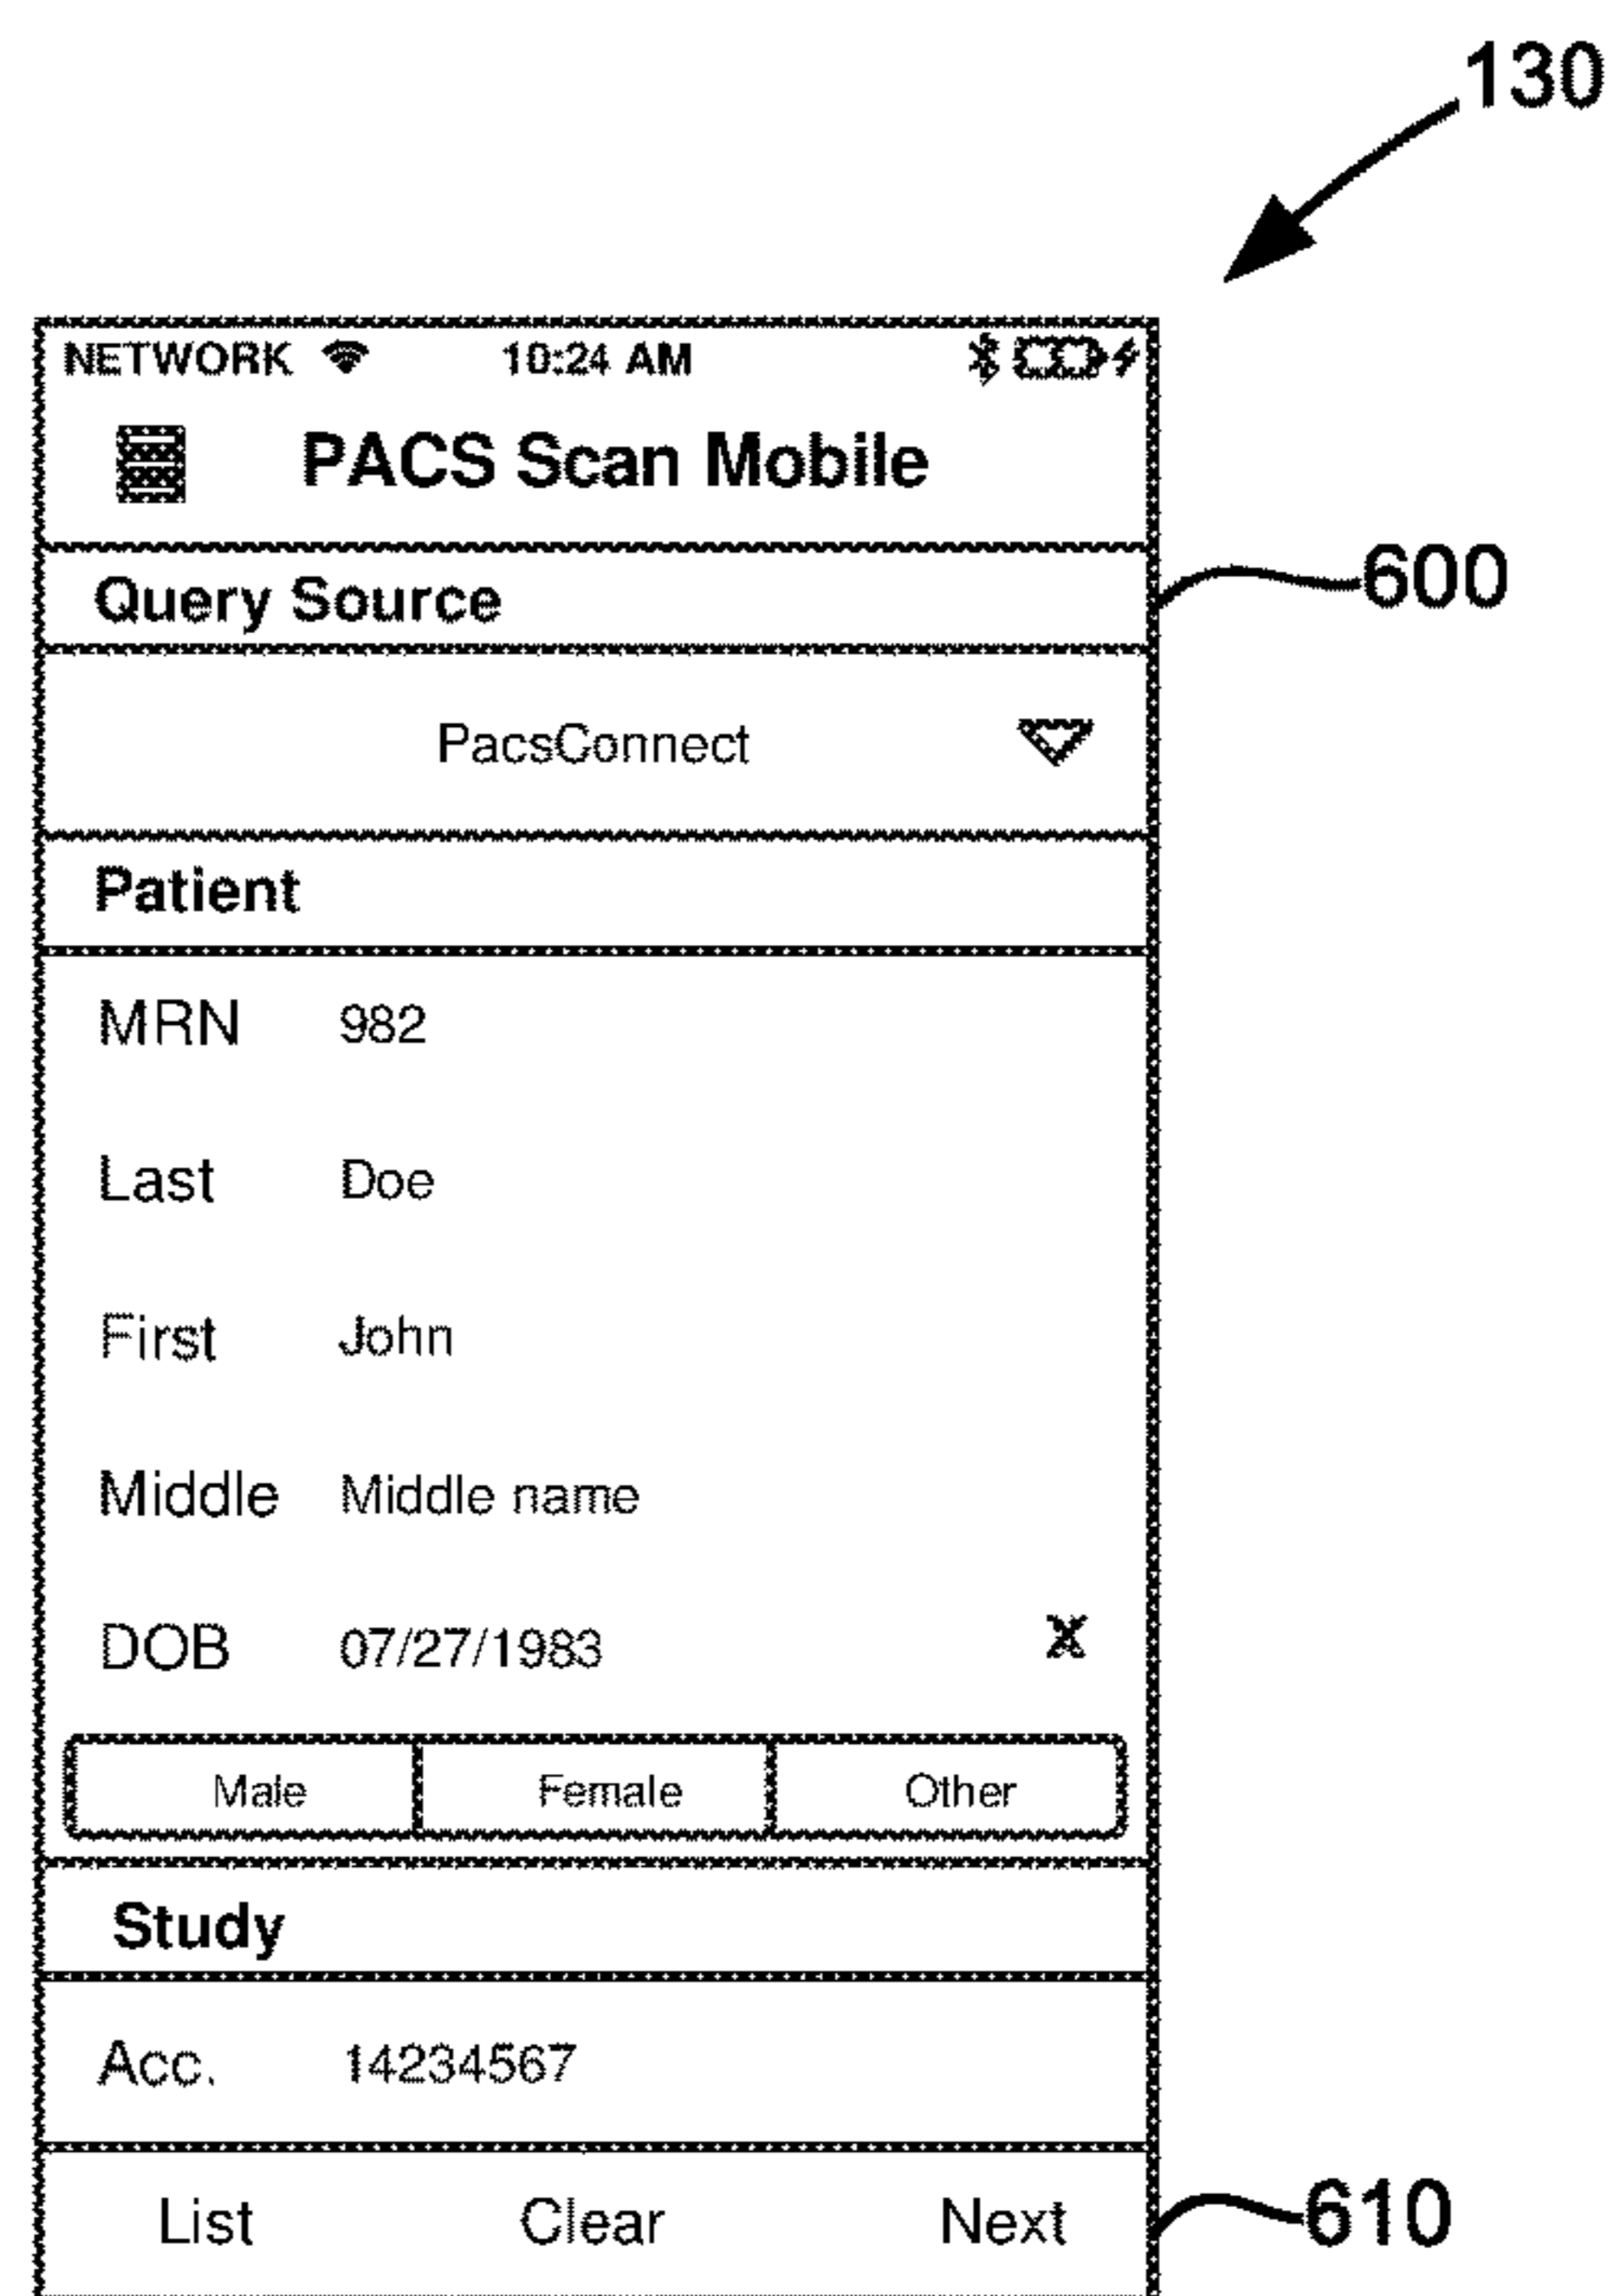 130
NETWORK 10:24 AM
PACS Scan Mobile
Query Source
600
PacsConnect
Patient
MRN 982
Last Doe
First John
Middle Middle name
DOB 07/27/1983 X
Male Female Other
Study
Acc. 14234567
List Clear Next
610